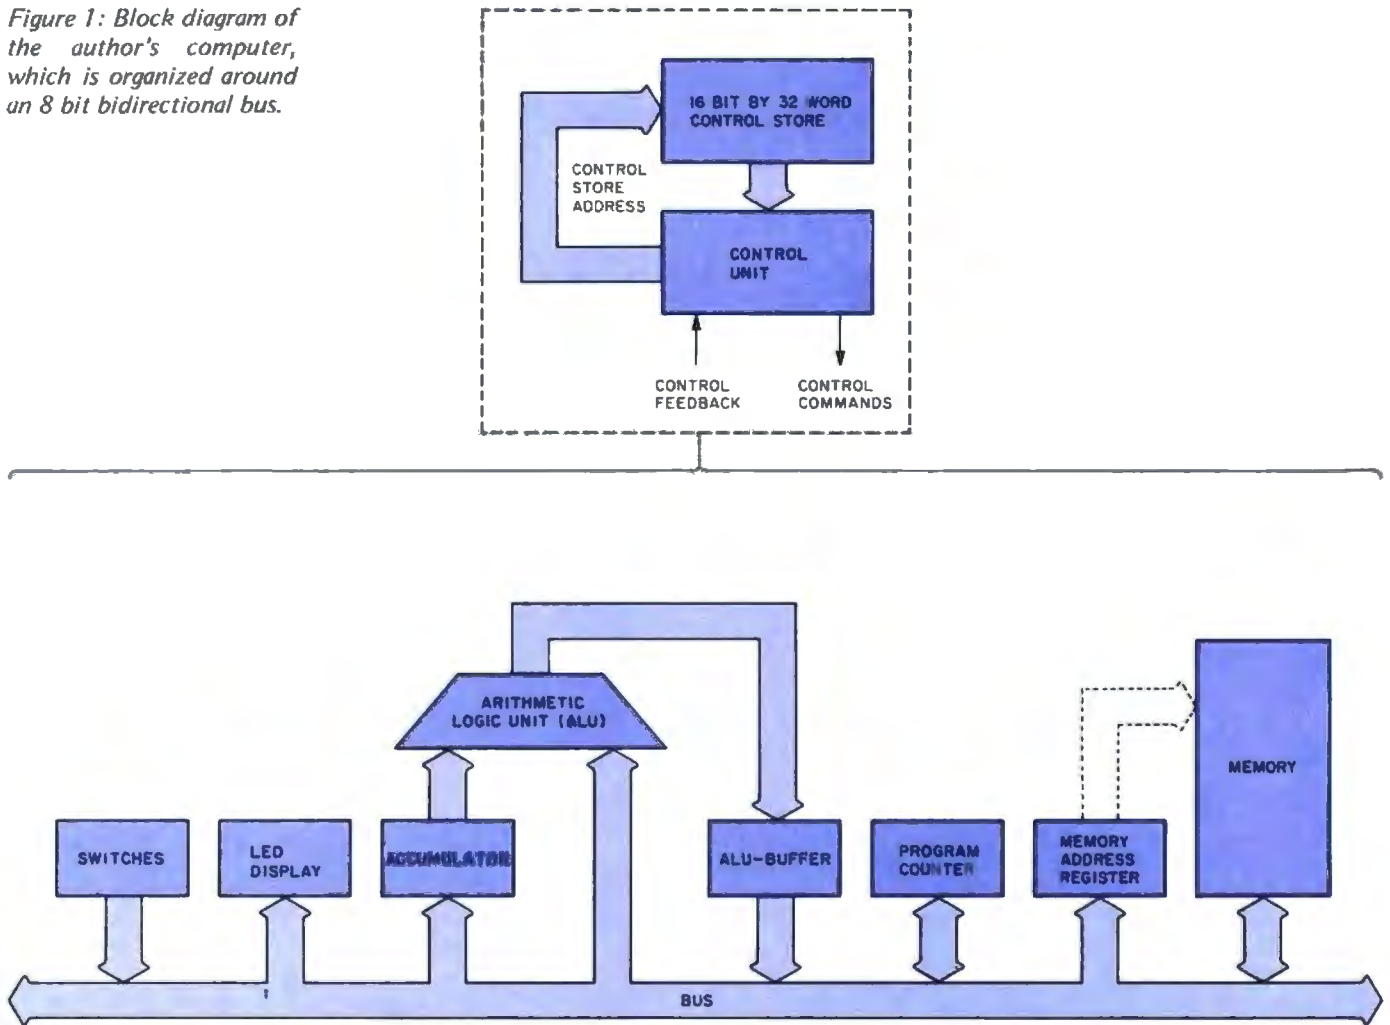 Figure 1: Block diagram of
the author's computer,
which is organized around
an 8 bit bidirectional bus.
16 BIT BY 32 WORD
CONTROL STORE
CONTROL
STORE
ADDRESS
CONTROL
UNIT
CONTROL
FEEDBACK
CONTROL
COMMANDS
ARITHMETIC
LOGIC UNIT (ALU)
MEMORY
SWITCHES
LED
DISPLAY
ACCUMULATOR
ALU-BUFFER
PROGRAM
COUNTER
MEMORY
ADDRESS
REGISTER
BUS